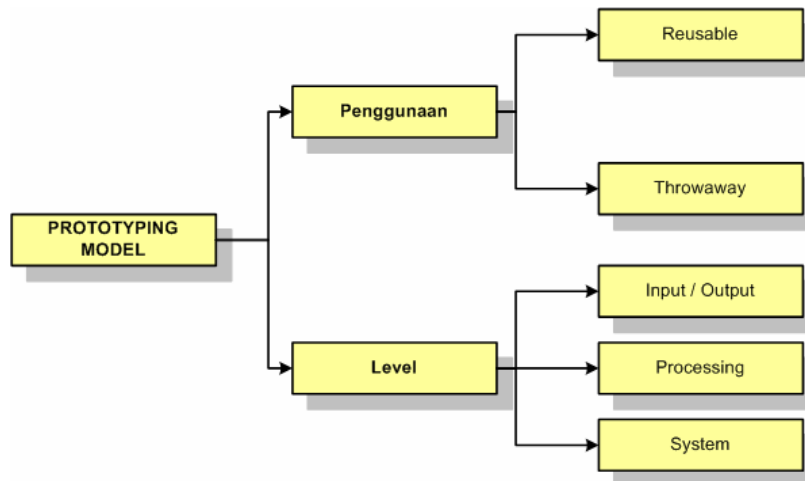 Reusable
Penggunaan
Throwaway
PROTOTYPING
MODEL
Input / Output
Level
Processing
System